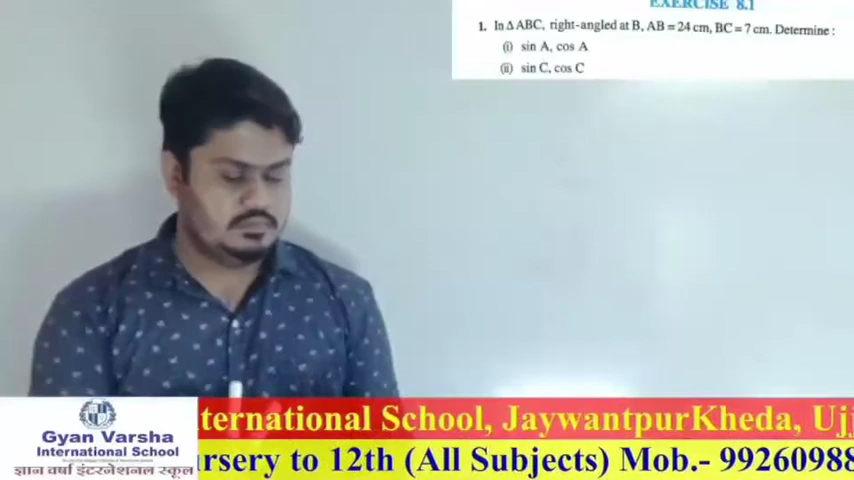 EXERCISE 8.1
1. In Δ ABC, right-angled at B, AB = 24 cm, BC = 7 cm. Determine :
(i) sin A, cos A
(ii) sin C, cos C
Gyan Varsha
International School
ज्ञान वर्षा इंटरनेशनल स्कूल
ternational School, JaywantpurKheda, Ujj
rsery to 12th (All Subjects) Mob.- 99260988